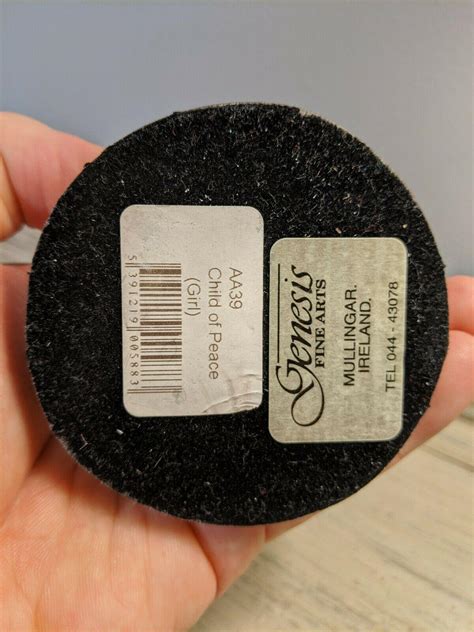 AA39
Child of Peace
(Girl)
5 391219 005883
Genesis
FINE ARTS
MULLINGAR.
IRELAND.
TEL 044 - 43078